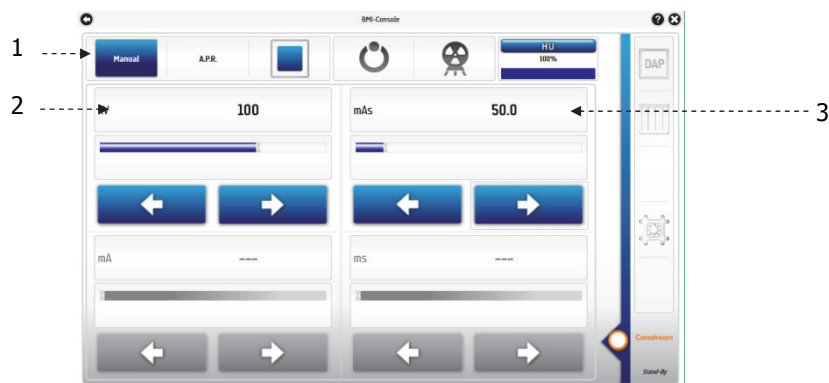 BMI-Console
1
Manual
A.P.R.
HU
100%
DAP
2
100
mAs
50.0
3
mA
---
ms
---
Carestream
Stand-By